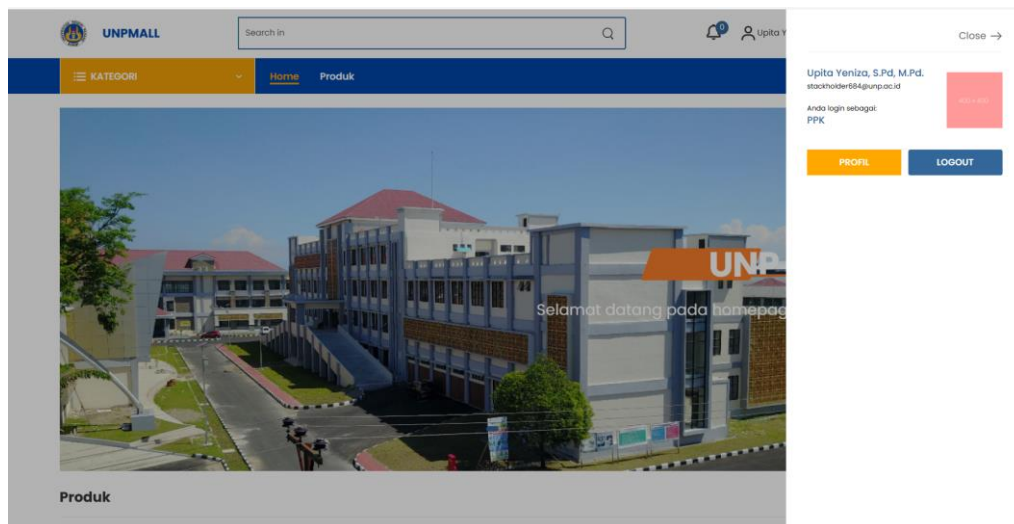 UNPMALL
Search in
0
Upita Y
Close →
KATEGORI
Home
Produk
Upita Yeniza, S.Pd, M.Pd.
stackholder684@unp.ac.id
Anda login sebagai:
PPK
PROFIL
LOGOUT
UNP
Selamat datang pada homepag
Produk